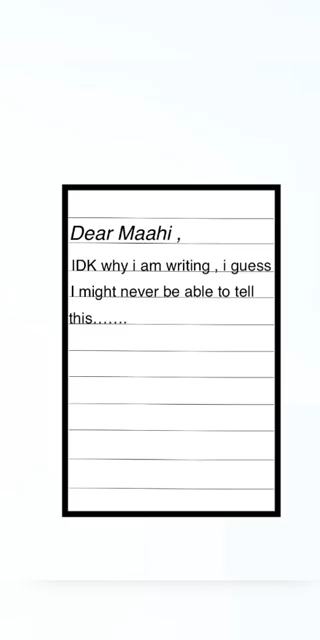 Dear Maahi ,
IDK why i am writing , i guess
I might never be able to tell
this.......